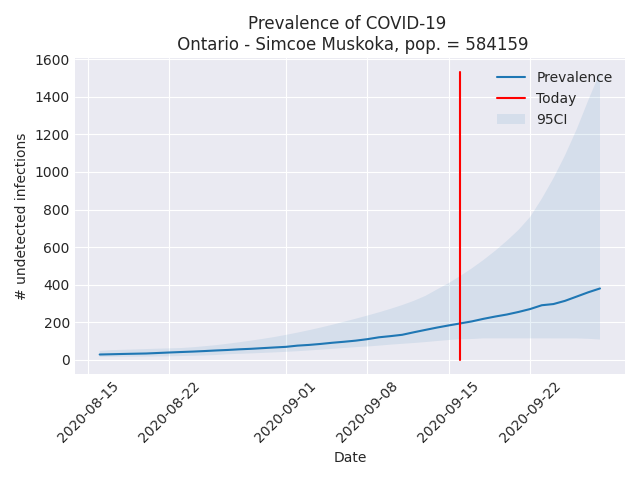 Prevalence of COVID-19
Ontario - Simcoe Muskoka, pop. = 584159
1600
1400
1200
1000
800
600
400
200
0
# undetected infections
Prevalence
Today
95CI
2020-08-15
2020-08-22
2020-09-01
2020-09-08
2020-09-15
2020-09-22
Date